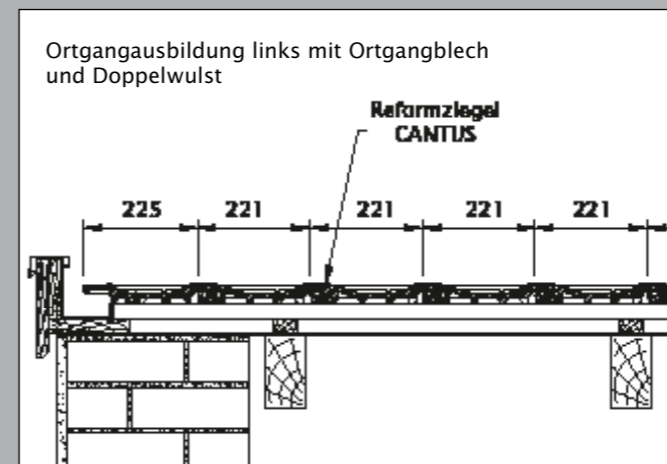 Ortgangausbildung links mit Ortgangblech
und Doppelwulst
Reformziegel
CANTUS
225 221 221 221 221